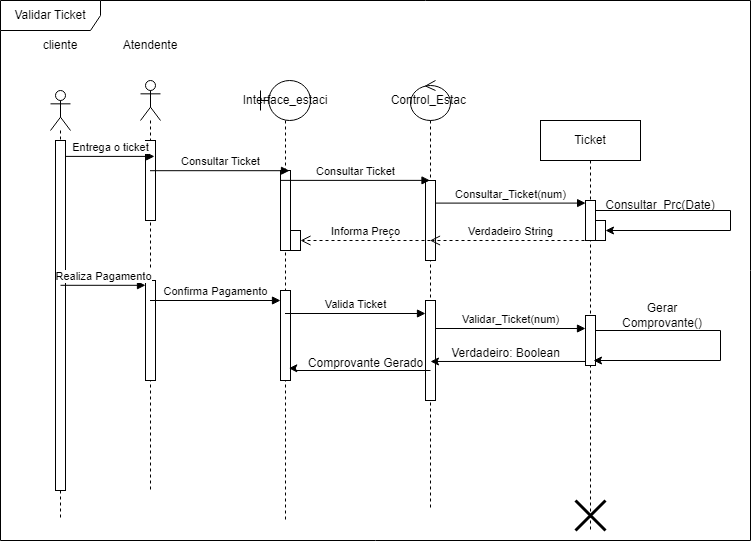 Validar Ticket
cliente
Atendente
Interface_estaci
Control_Estac
Ticket
Entrega o ticket
Consultar Ticket
Consultar Ticket
Consultar_Ticket(num)
Consultar_Prc(Date)
Informa Preço
Verdadeiro String
Realiza Pagamento
Confirma Pagamento
Valida Ticket
Validar_Ticket(num)
Gerar
Comprovante()
Verdadeiro: Boolean
Comprovante Gerado